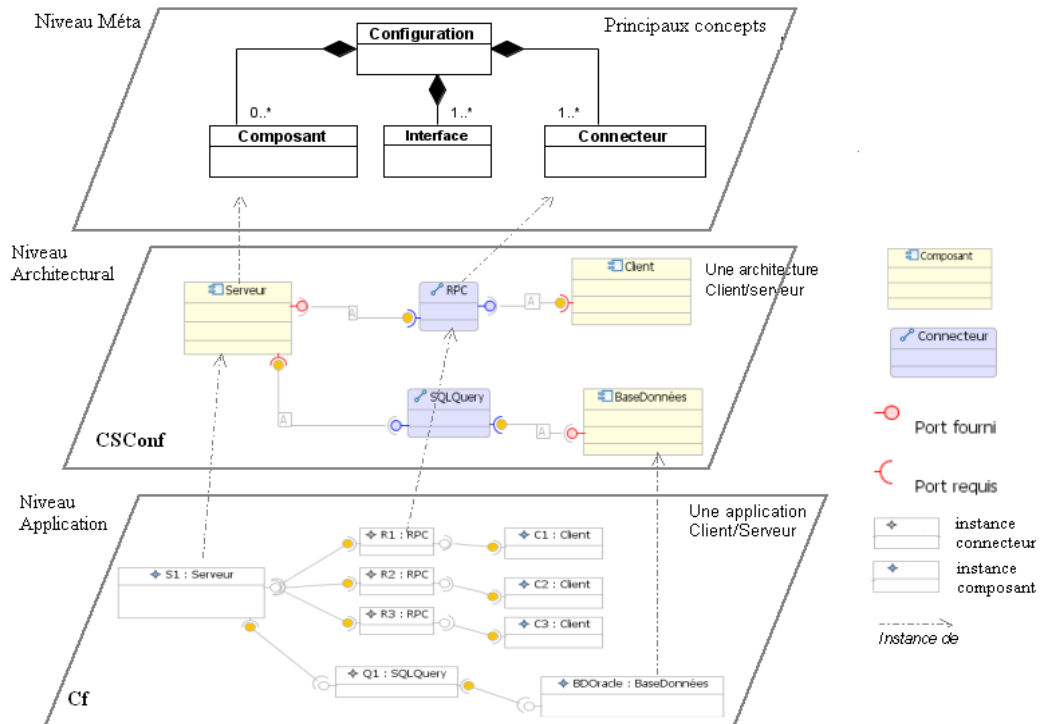 Niveau Méta
Principaux concepts
Configuration
0..*
1..*
1..*
Composant
Interface
Connecteur
Niveau
Architectural
Une architecture
Client/serveur
Serveur
RPC
Client
A
A
SQLQuery
BaseDonnées
A
A
CSConf
Composant
Connecteur
Port fourni
Port requis
instance
connecteur
instance
composant
Instance de
Niveau
Application
Une application
Client/Serveur
S1 : Serveur
R1 : RPC
C1 : Client
R2 : RPC
C2 : Client
R3 : RPC
C3 : Client
Q1 : SQLQuery
BDOracle : BaseDonnées
Cf